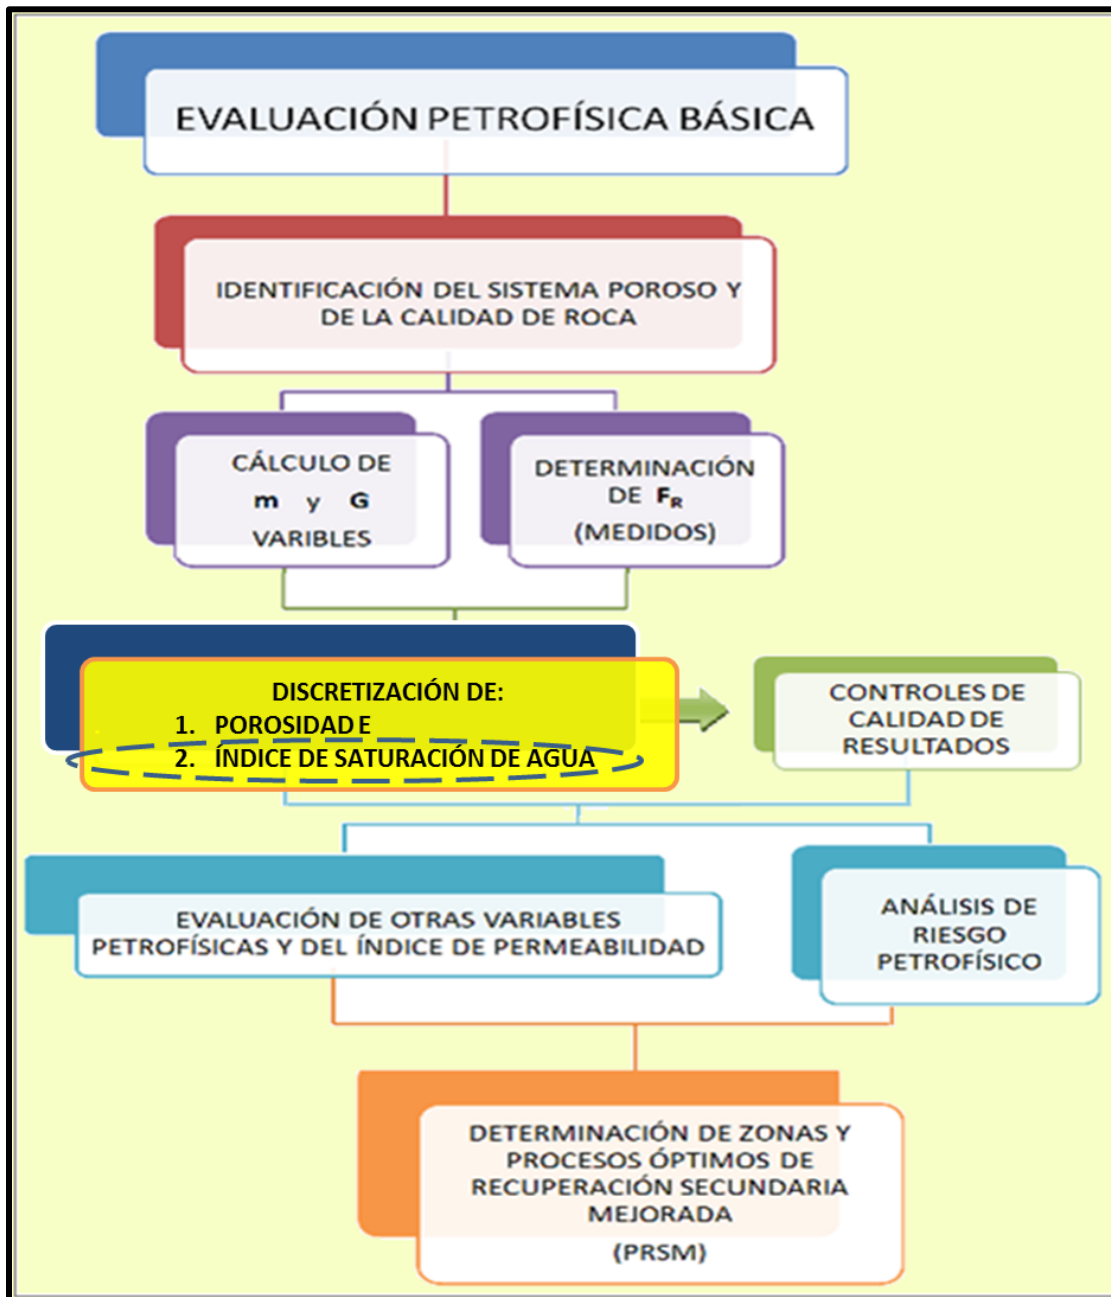 EVALUACIÓN PETROFÍSICA BÁSICA
IDENTIFICACIÓN DEL SISTEMA POROSO Y
DE LA CALIDAD DE ROCA
CÁLCULO DE
m y G
VARIBLES
DETERMINACIÓN
DE FR
(MEDIDOS)
DISCRETIZACIÓN DE:
1. POROSIDAD E
2. ÍNDICE DE SATURACIÓN DE AGUA
CONTROLES DE
CALIDAD DE
RESULTADOS
EVALUACIÓN DE OTRAS VARIABLES
PETROFÍSICAS Y DEL ÍNDICE DE PERMEABILIDAD
ANÁLISIS DE
RIESGO
PETROFÍSICO
DETERMINACIÓN DE ZONAS Y
PROCESOS ÓPTIMOS DE
RECUPERACIÓN SECUNDARIA
MEJORADA
(PRSM)